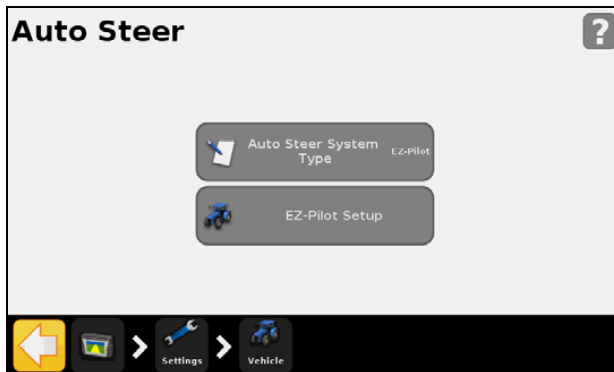 Auto Steer
?
Auto Steer System
Type
EZ-Pilot
EZ-Pilot Setup
Settings
Vehicle